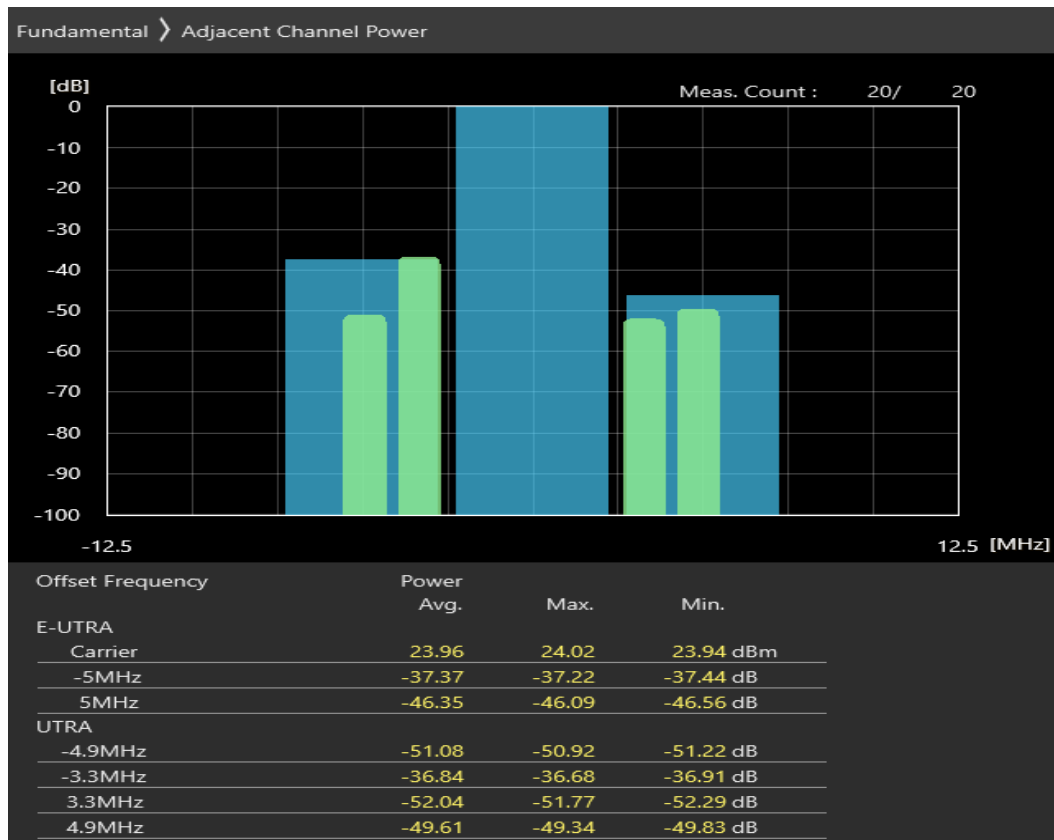 Fundamental 〉 Adjacent Channel Power
[dB]
Meas. Count : 20/ 20
0
-10
-20
-30
-40
-50
-60
-70
-80
-90
-100
-12.5 12.5 [MHz]
Offset Frequency Power
Avg. Max. Min.
E-UTRA
Carrier 23.96 24.02 23.94 dBm
-5MHz -37.37 -37.22 -37.44 dB
5MHz -46.35 -46.09 -46.56 dB
UTRA
-4.9MHz -51.08 -50.92 -51.22 dB
-3.3MHz -36.84 -36.68 -36.91 dB
3.3MHz -52.04 -51.77 -52.29 dB
4.9MHz -49.61 -49.34 -49.83 dB